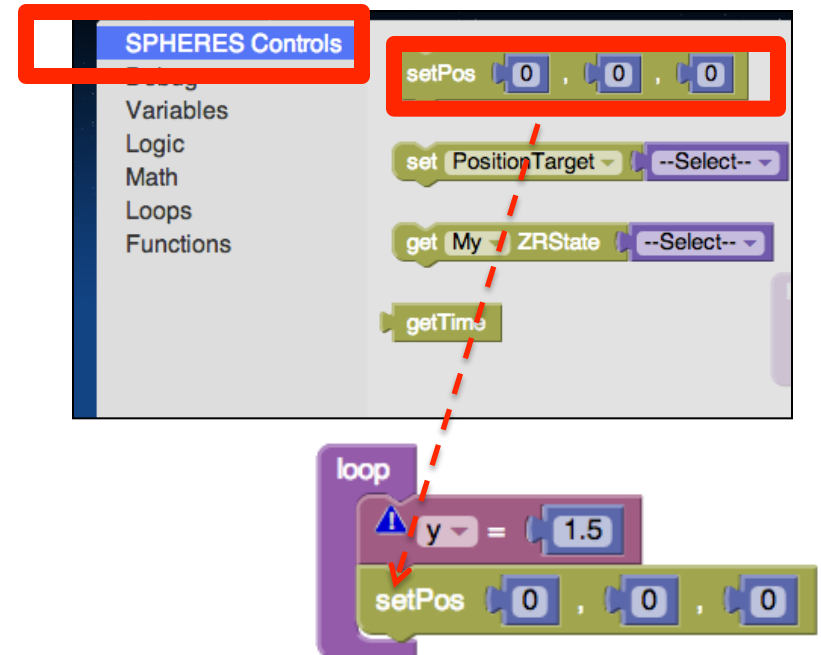 SPHERES Controls
Debug
Variables
Logic
Math
Loops
Functions
setPos 0 , 0 , 0
set PositionTarget --Select--
get My ZRState --Select--
getTime
loop
y = 1.5
setPos 0 , 0 , 0